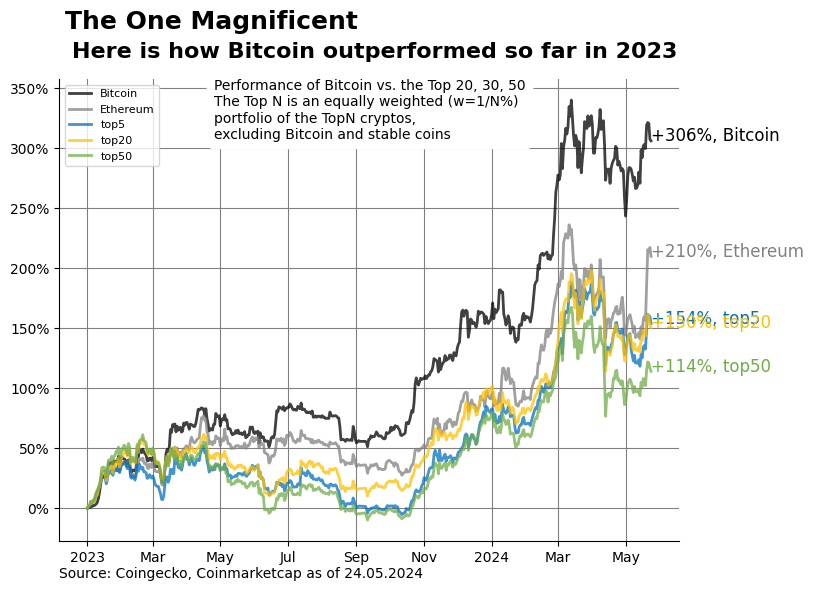 The One Magnificent
Here is how Bitcoin outperformed so far in 2023
Performance of Bitcoin vs. the Top 20, 30, 50
The Top N is an equally weighted (w=1/N%)
portfolio of the TopN cryptos,
excluding Bitcoin and stable coins
Bitcoin
Ethereum
top5
top20
top50
350%
300%
250%
200%
150%
100%
50%
0%
+306%, Bitcoin
+210%, Ethereum
+154%, top5
+150%, top20
+114%, top50
2023
Mar
May
Jul
Sep
Nov
2024
Mar
May
Source: Coingecko, Coinmarketcap as of 24.05.2024